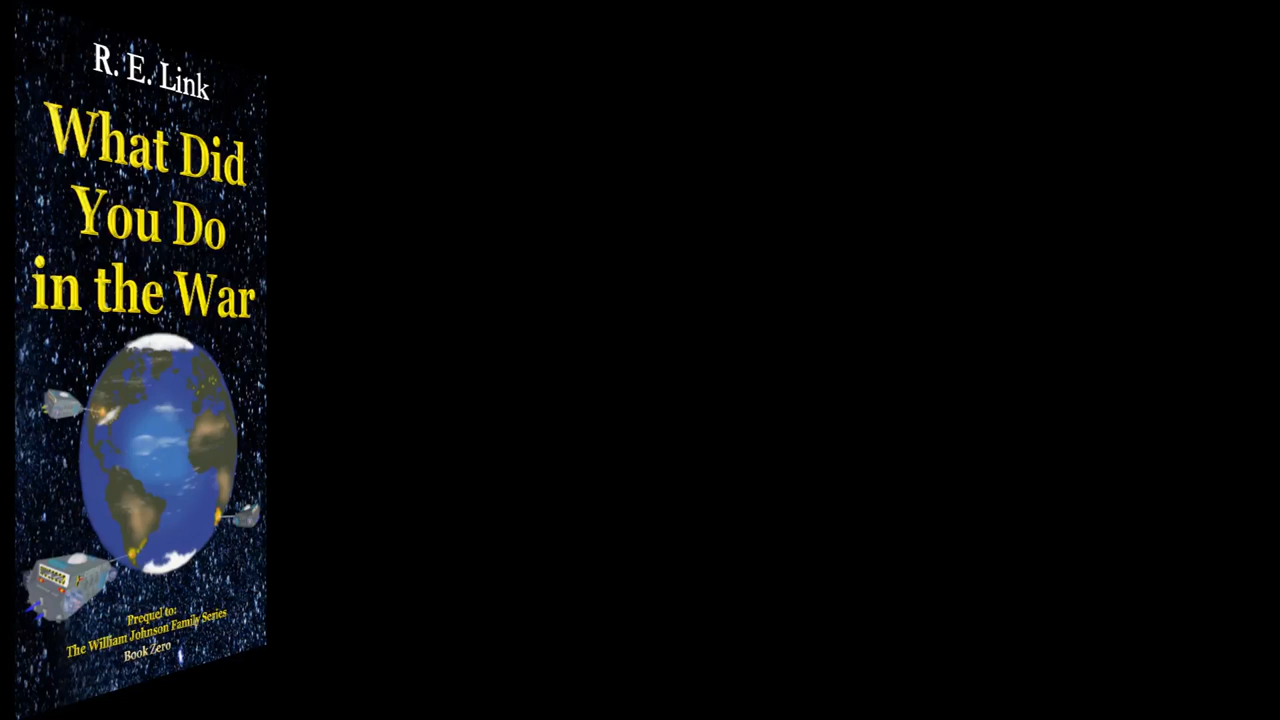 R. E. Link
What Did
You Do
in the War
Prequel to:
The William Johnson Family Series
Book Zero